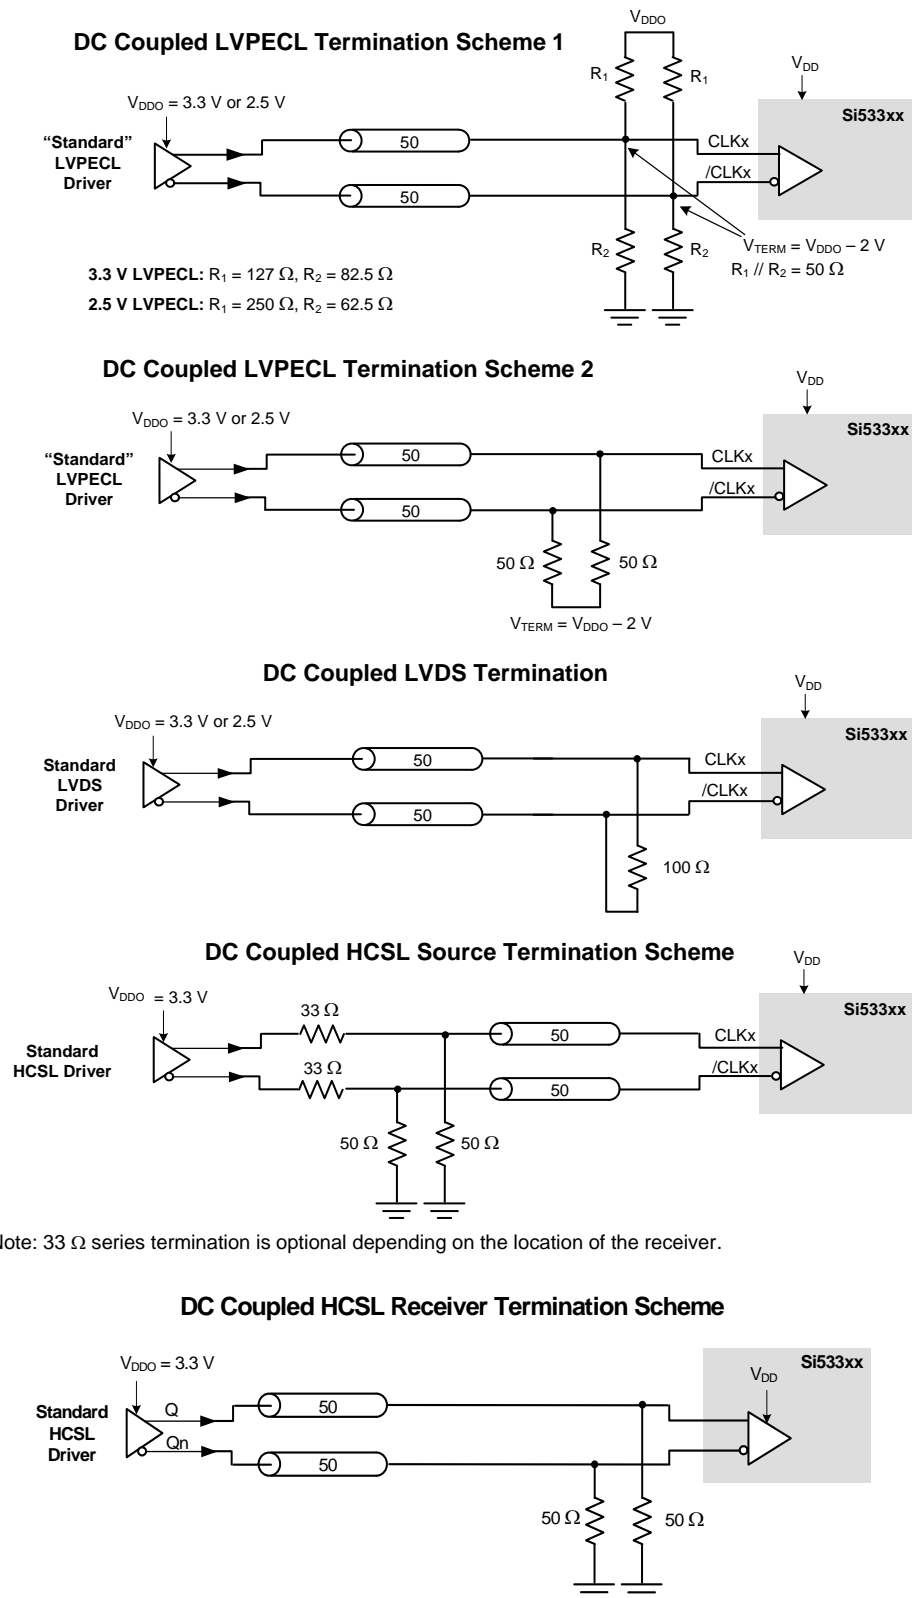 DC Coupled LVPECL Termination Scheme 1
VDDO
R1
R1
VDD
Si533xx
VDDO = 3.3 V or 2.5 V
“Standard”
LVPECL
Driver
50
50
CLKx
/CLKx
R2
R2
VTERM = VDDO – 2 V
R1 // R2 = 50 Ω
3.3 V LVPECL: R1 = 127 Ω, R2 = 82.5 Ω
2.5 V LVPECL: R1 = 250 Ω, R2 = 62.5 Ω
DC Coupled LVPECL Termination Scheme 2
VDD
Si533xx
VDDO = 3.3 V or 2.5 V
“Standard”
LVPECL
Driver
50
50
CLKx
/CLKx
50 Ω
50 Ω
VTERM = VDDO – 2 V
DC Coupled LVDS Termination
VDD
Si533xx
VDDO = 3.3 V or 2.5 V
Standard
LVDS
Driver
50
50
CLKx
/CLKx
100 Ω
DC Coupled HCSL Source Termination Scheme
VDD
Si533xx
VDDO = 3.3 V
Standard
HCSL Driver
33 Ω
33 Ω
50
50
CLKx
/CLKx
50 Ω
50 Ω
ote: 33 Ω series termination is optional depending on the location of the receiver.
DC Coupled HCSL Receiver Termination Scheme
Si533xx
VDD
VDDO = 3.3 V
Standard
HCSL
Driver
Q
Qn
50
50
50 Ω
50 Ω